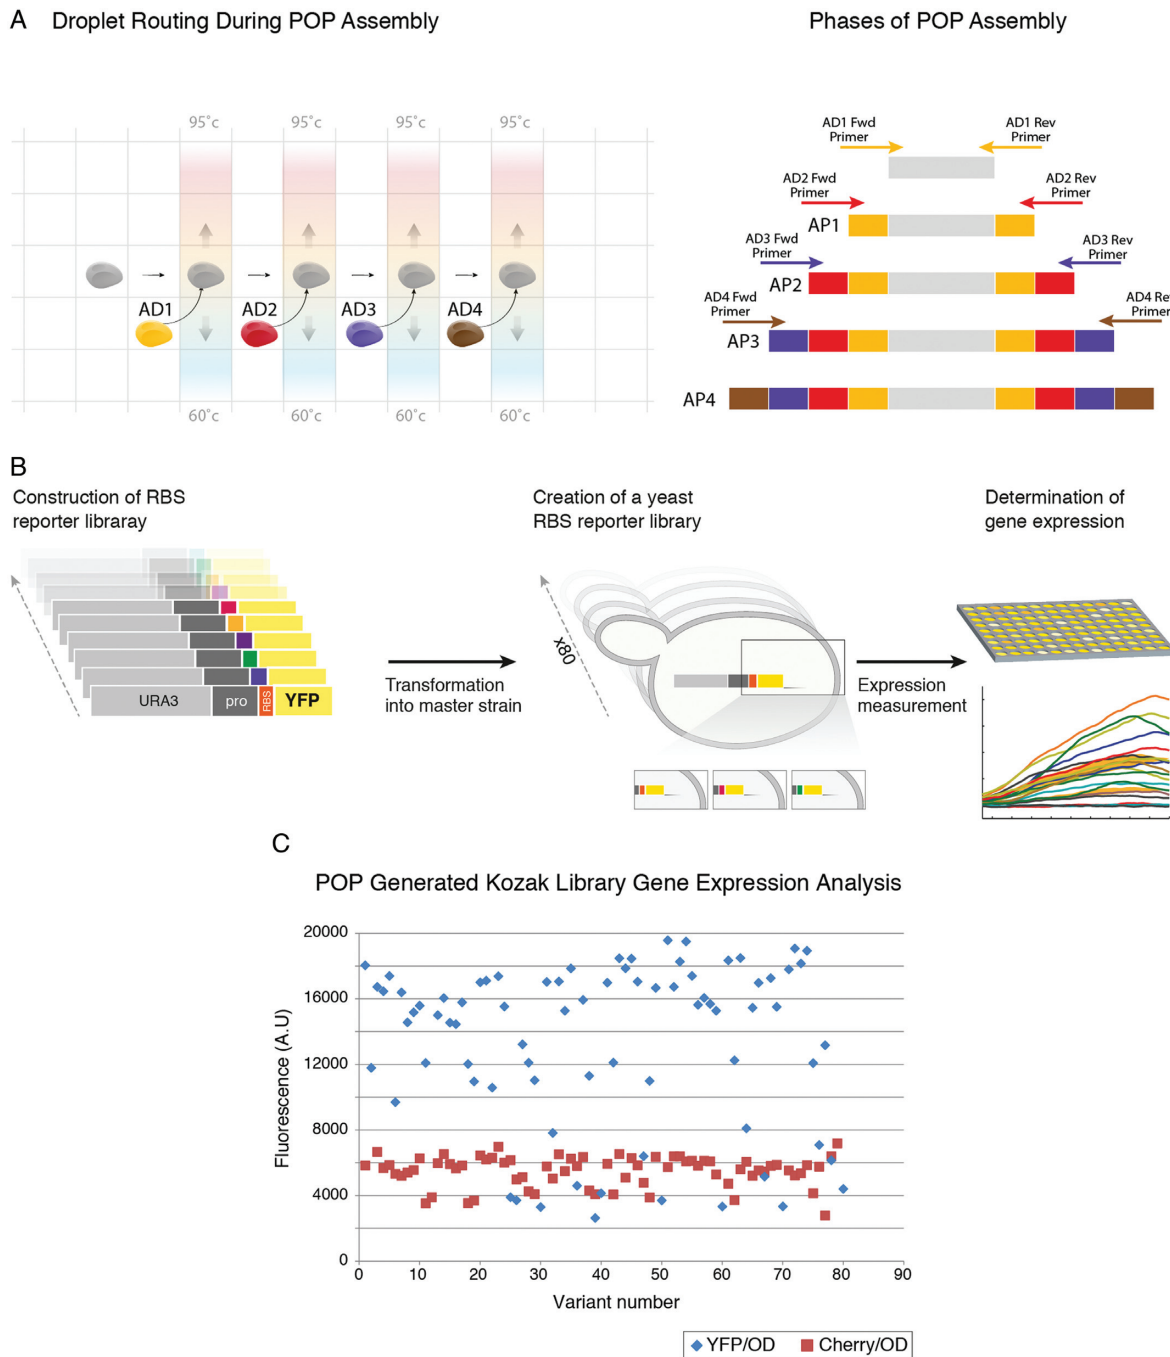 A Droplet Routing During POP Assembly
Phases of POP Assembly
95˚c 95˚c 95˚c 95˚c
AD1 AD2 AD3 AD4
60˚c 60˚c 60˚c 60˚c
AD1 Fwd
Primer
AD1 Rev
Primer
AD2 Fwd
Primer
AD2 Rev
Primer
AP1
AD3 Fwd
Primer
AD3 Rev
Primer
AP2
AD4 Fwd
Primer
AD4 Re
Primer
AP3
AP4
B
Construction of RBS
reporter libraray
URA3 pro RBS YFP
Transformation
into master strain
Creation of a yeast
RBS reporter library
x80
Expression
measurement
Determination of
gene expression
C
POP Generated Kozak Library Gene Expression Analysis
Fluorescence (A.U)
20000
16000
12000
8000
4000
0
0 10 20 30 40 50 60 70 80 90
Variant number
YFP/OD Cherry/OD